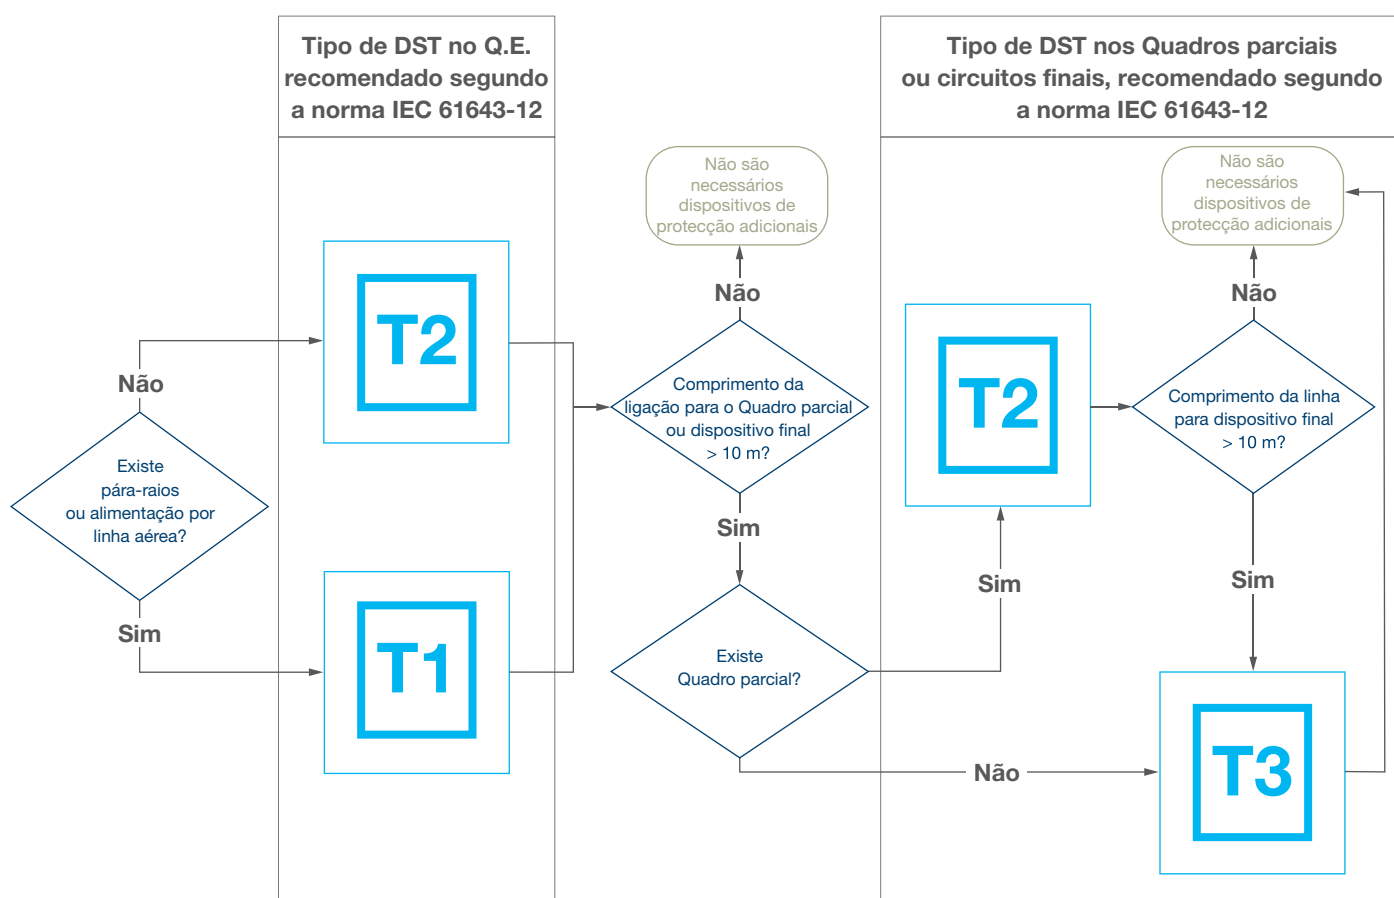 Tipo de DST no Q.E.
recomendado segundo
a norma IEC 61643-12
Tipo de DST nos Quadros parciais
ou circuitos finais, recomendado segundo
a norma IEC 61643-12
Não são
necessários
dispositivos de
protecção adicionais
Não são
necessários
dispositivos de
protecção adicionais
Não
Não
T2
T2
Não
Comprimento da
ligação para o Quadro parcial
ou dispositivo final
> 10 m?
Comprimento da linha
para dispositivo final
> 10 m?
Existe
pára-raios
ou alimentação por
linha aérea?
Sim
Sim
Sim
Sim
T1
Existe
Quadro parcial?
Não
T3